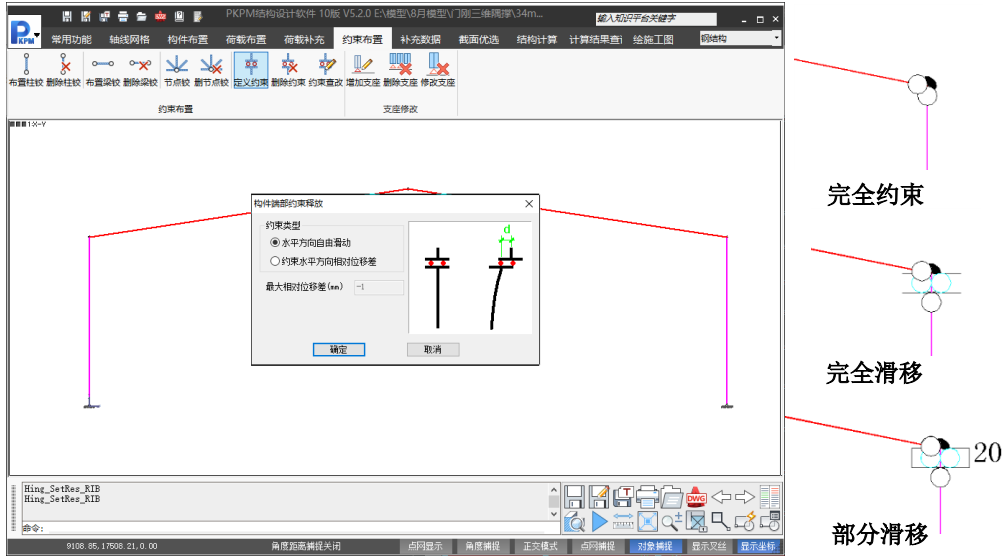 PKPM结构设计软件 10版 V5.2.0 E:\模型\8月模型\门刚三维隅撑\34m...
输入知识平台关键字
PKPM
常用功能 轴线网格 构件布置 荷载布置 荷载补充 约束布置 补充数据 截面优选 结构计算 计算结果查i 绘施工图 钢结构
布置柱铰 删除柱铰 布置梁铰 删除梁铰 节点铰 删节点铰 定义约束 删除约束 约束查改 增加支座 删除支座 修改支座
约束布置 支座修改
1:X-Y
构件端部约束释放
约束类型
水平方向自由滑动
约束水平方向相对位移差
最大相对位移差(mm) -1
d
确定 取消
完全约束
完全滑移
20
部分滑移
Hing_SetRes_RIB
Hing_SetRes_RIB
命令:
T DWG
9108.85,17508.21,0.00 角度距离捕捉关闭 点网显示 角度捕捉 正交模式 点网捕捉 对象捕捉 显示叉丝 显示坐标